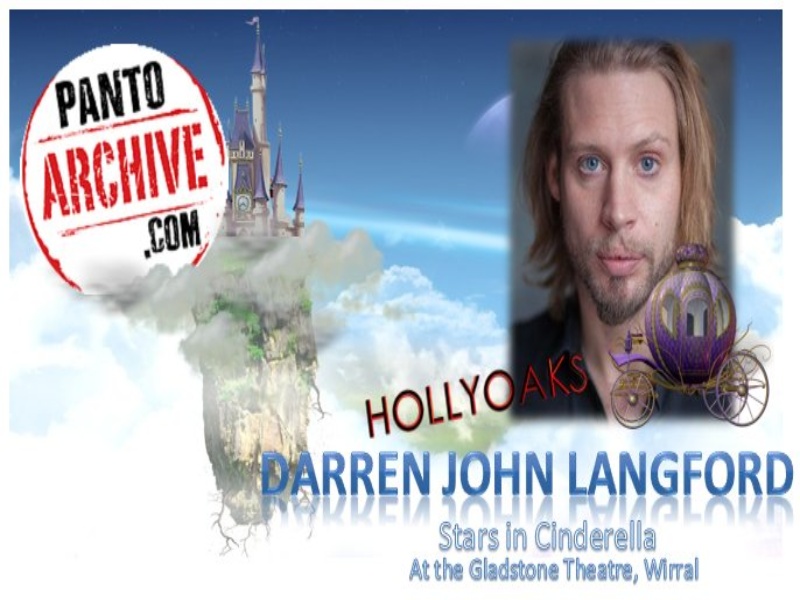 PANTO
ARCHIVE
.COM
HOLLYOAKS
DARREN JOHN LANGFORD
Stars in Cinderella
At the Gladstone Theatre, Wirral